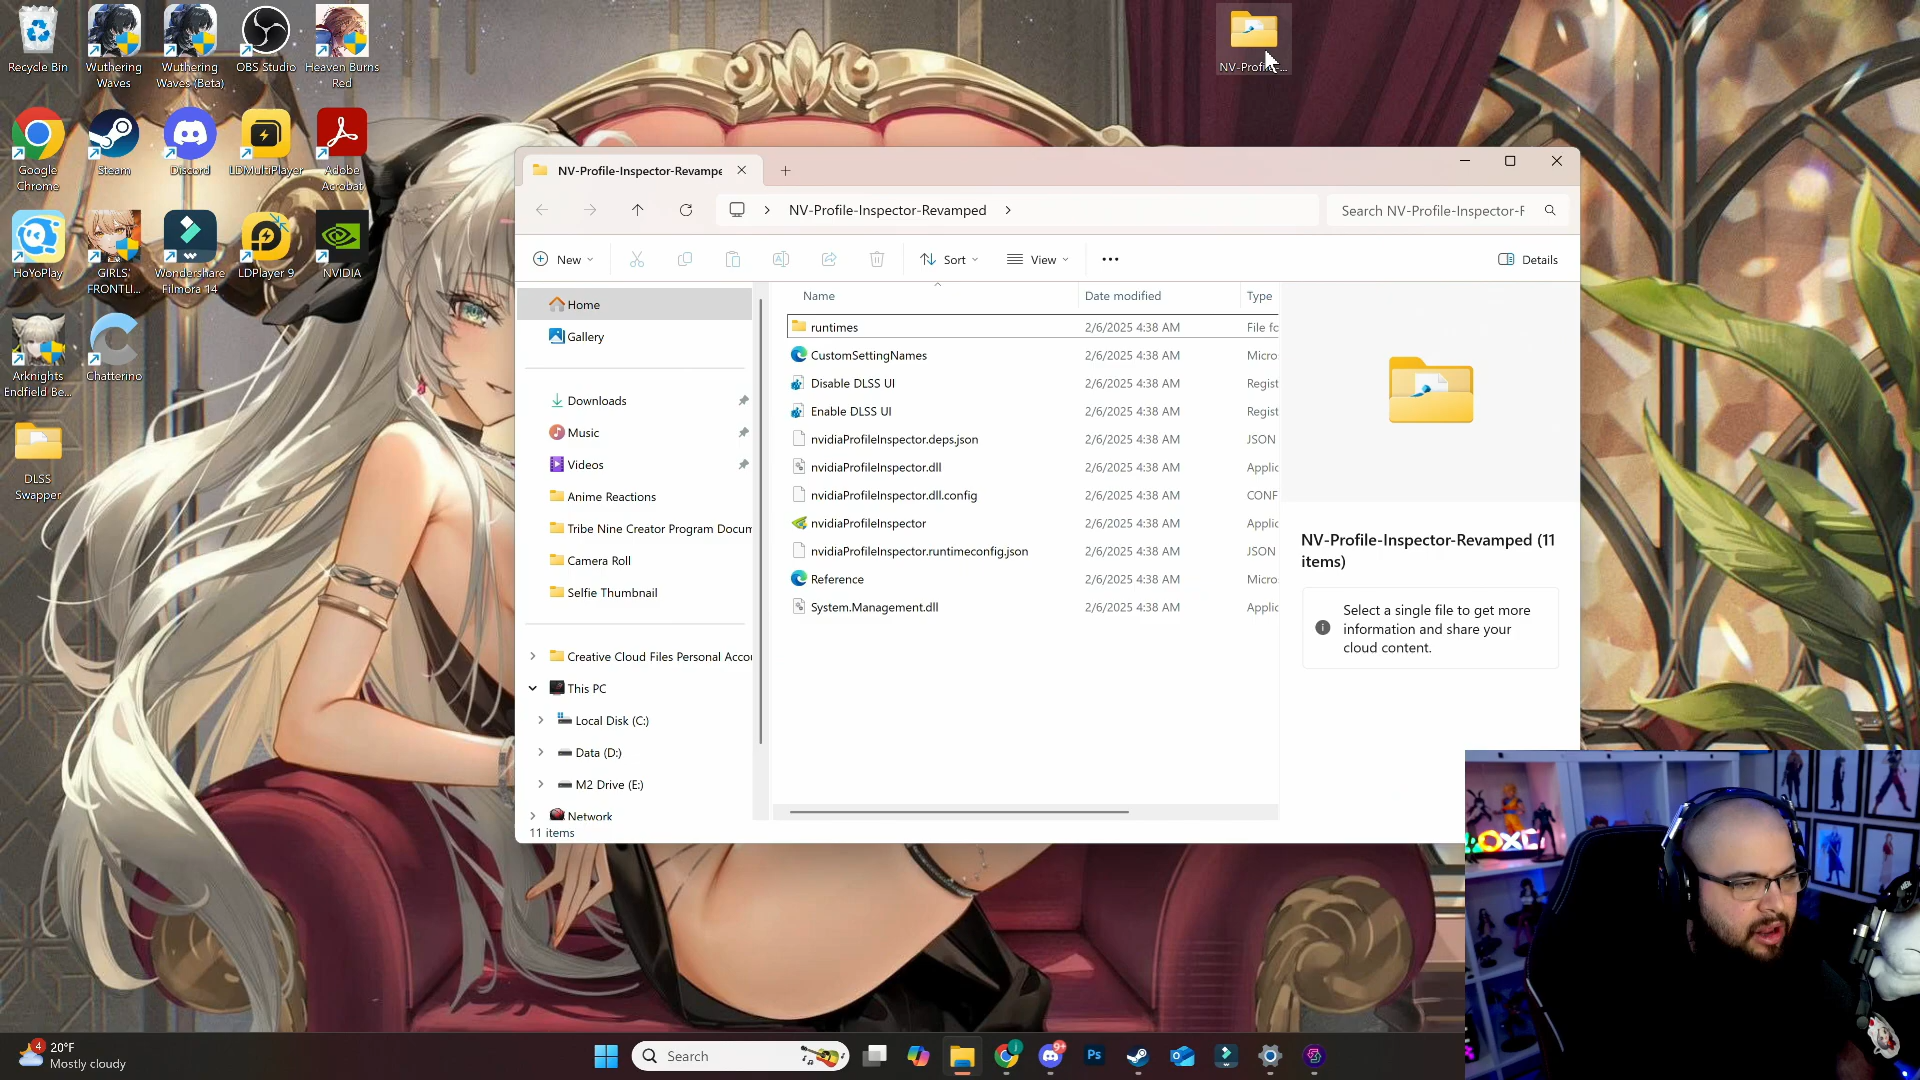 Recycle Bin
Wuthering
Waves
Wuthering
Waves (Beta)
OBS Studio
Heaven Burns
Red
Google
Chrome
Steam
Discord
LDMultiPlayer
Adobe
Acrobat
HoYoPlay
GIRLS'
FRONTLI...
Wondershare
Filmora 14
LDPlayer 9
NVIDIA
Arknights
Endfield Be...
Chatterino
DLSS
Swapper
NV-Profile-...
NV-Profile-Inspector-Revampe
NV-Profile-Inspector-Revamped
Search NV-Profile-Inspector-F
New
Sort
View
Details
Home
Gallery
Downloads
Music
Videos
Anime Reactions
Tribe Nine Creator Program Docum
Camera Roll
Selfie Thumbnail
Creative Cloud Files Personal Acco
This PC
Local Disk (C:)
Data (D:)
M2 Drive (E:)
Network
11 items
Name Date modified Type
runtimes 2/6/2025 4:38 AM File fo
CustomSettingNames 2/6/2025 4:38 AM Micro
Disable DLSS UI 2/6/2025 4:38 AM Regist
Enable DLSS UI 2/6/2025 4:38 AM Regist
nvidiaProfileInspector.deps.json 2/6/2025 4:38 AM JSON
nvidiaProfileInspector.dll 2/6/2025 4:38 AM Applic
nvidiaProfileInspector.dll.config 2/6/2025 4:38 AM CONF
nvidiaProfileInspector 2/6/2025 4:38 AM Applic
nvidiaProfileInspector.runtimeconfig.json 2/6/2025 4:38 AM JSON
Reference 2/6/2025 4:38 AM Micro
System.Management.dll 2/6/2025 4:38 AM Applic
NV-Profile-Inspector-Revamped (11
items)
Select a single file to get more
information and share your
cloud content.
4
20°F
Mostly cloudy
Search
9+
Ps